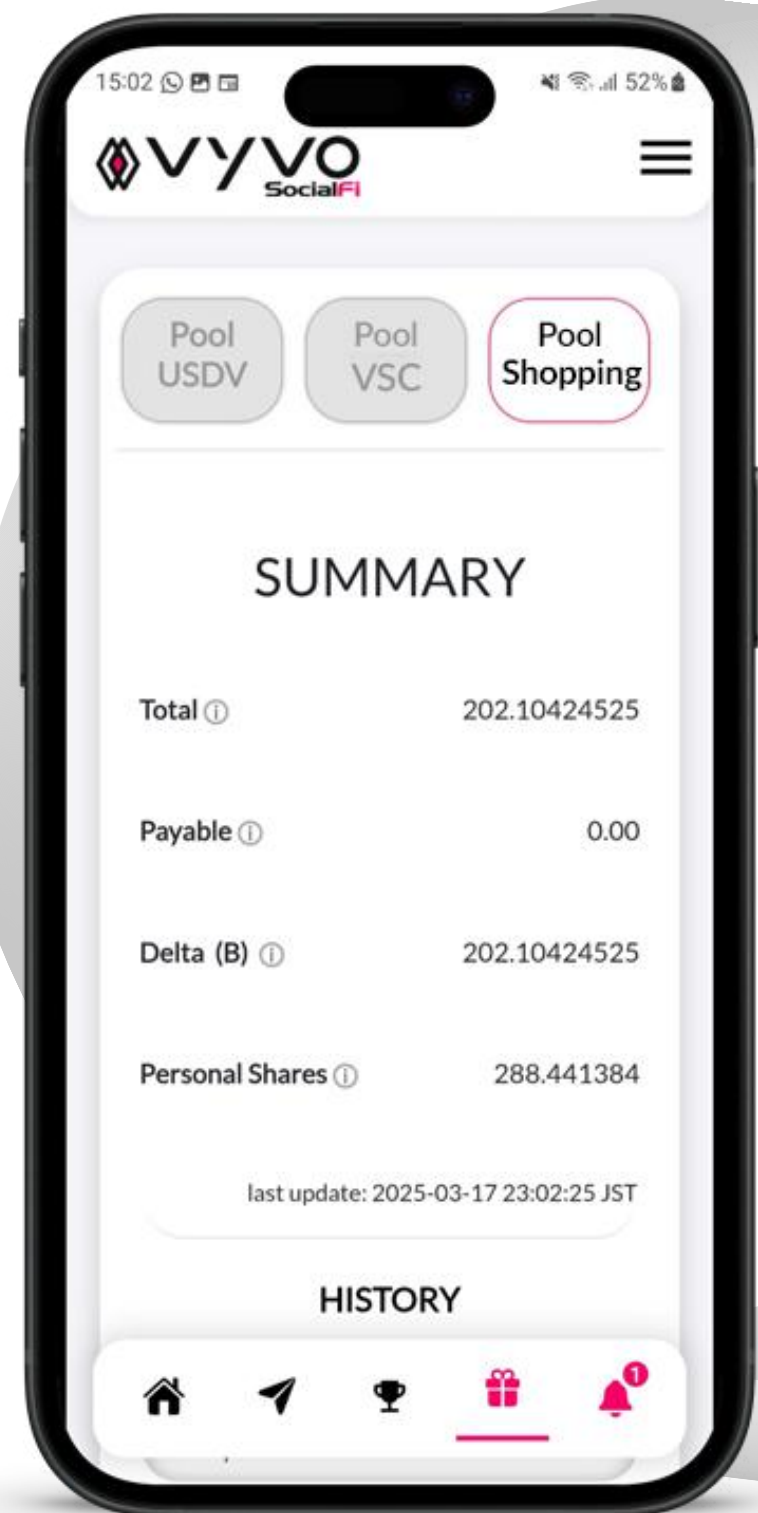 15:02 52%
VYVO
SocialFi
Pool USDV
Pool VSC
Pool Shopping
SUMMARY
Total 202.10424525
Payable 0.00
Delta (B) 202.10424525
Personal Shares 288.441384
last update: 2025-03-17 23:02:25 JST
HISTORY
1